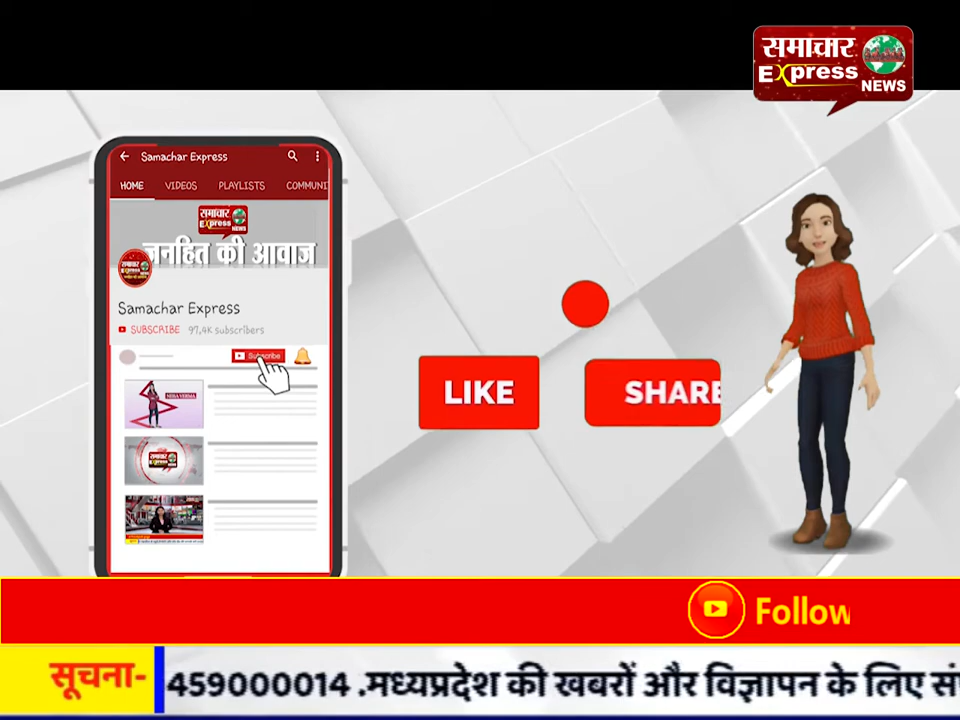 समाचार
Express
NEWS
Samachar Express
HOME VIDEOS PLAYLISTS COMMUNI
समाचार
Express
NEWS
जनहित की आवाज
Samachar Express
SUBSCRIBE 97.4K subscribers
Subscribe
LIKE
SHARE
Follow
सूचना-
459000014 .मध्यप्रदेश की खबरों और विज्ञापन के लिए